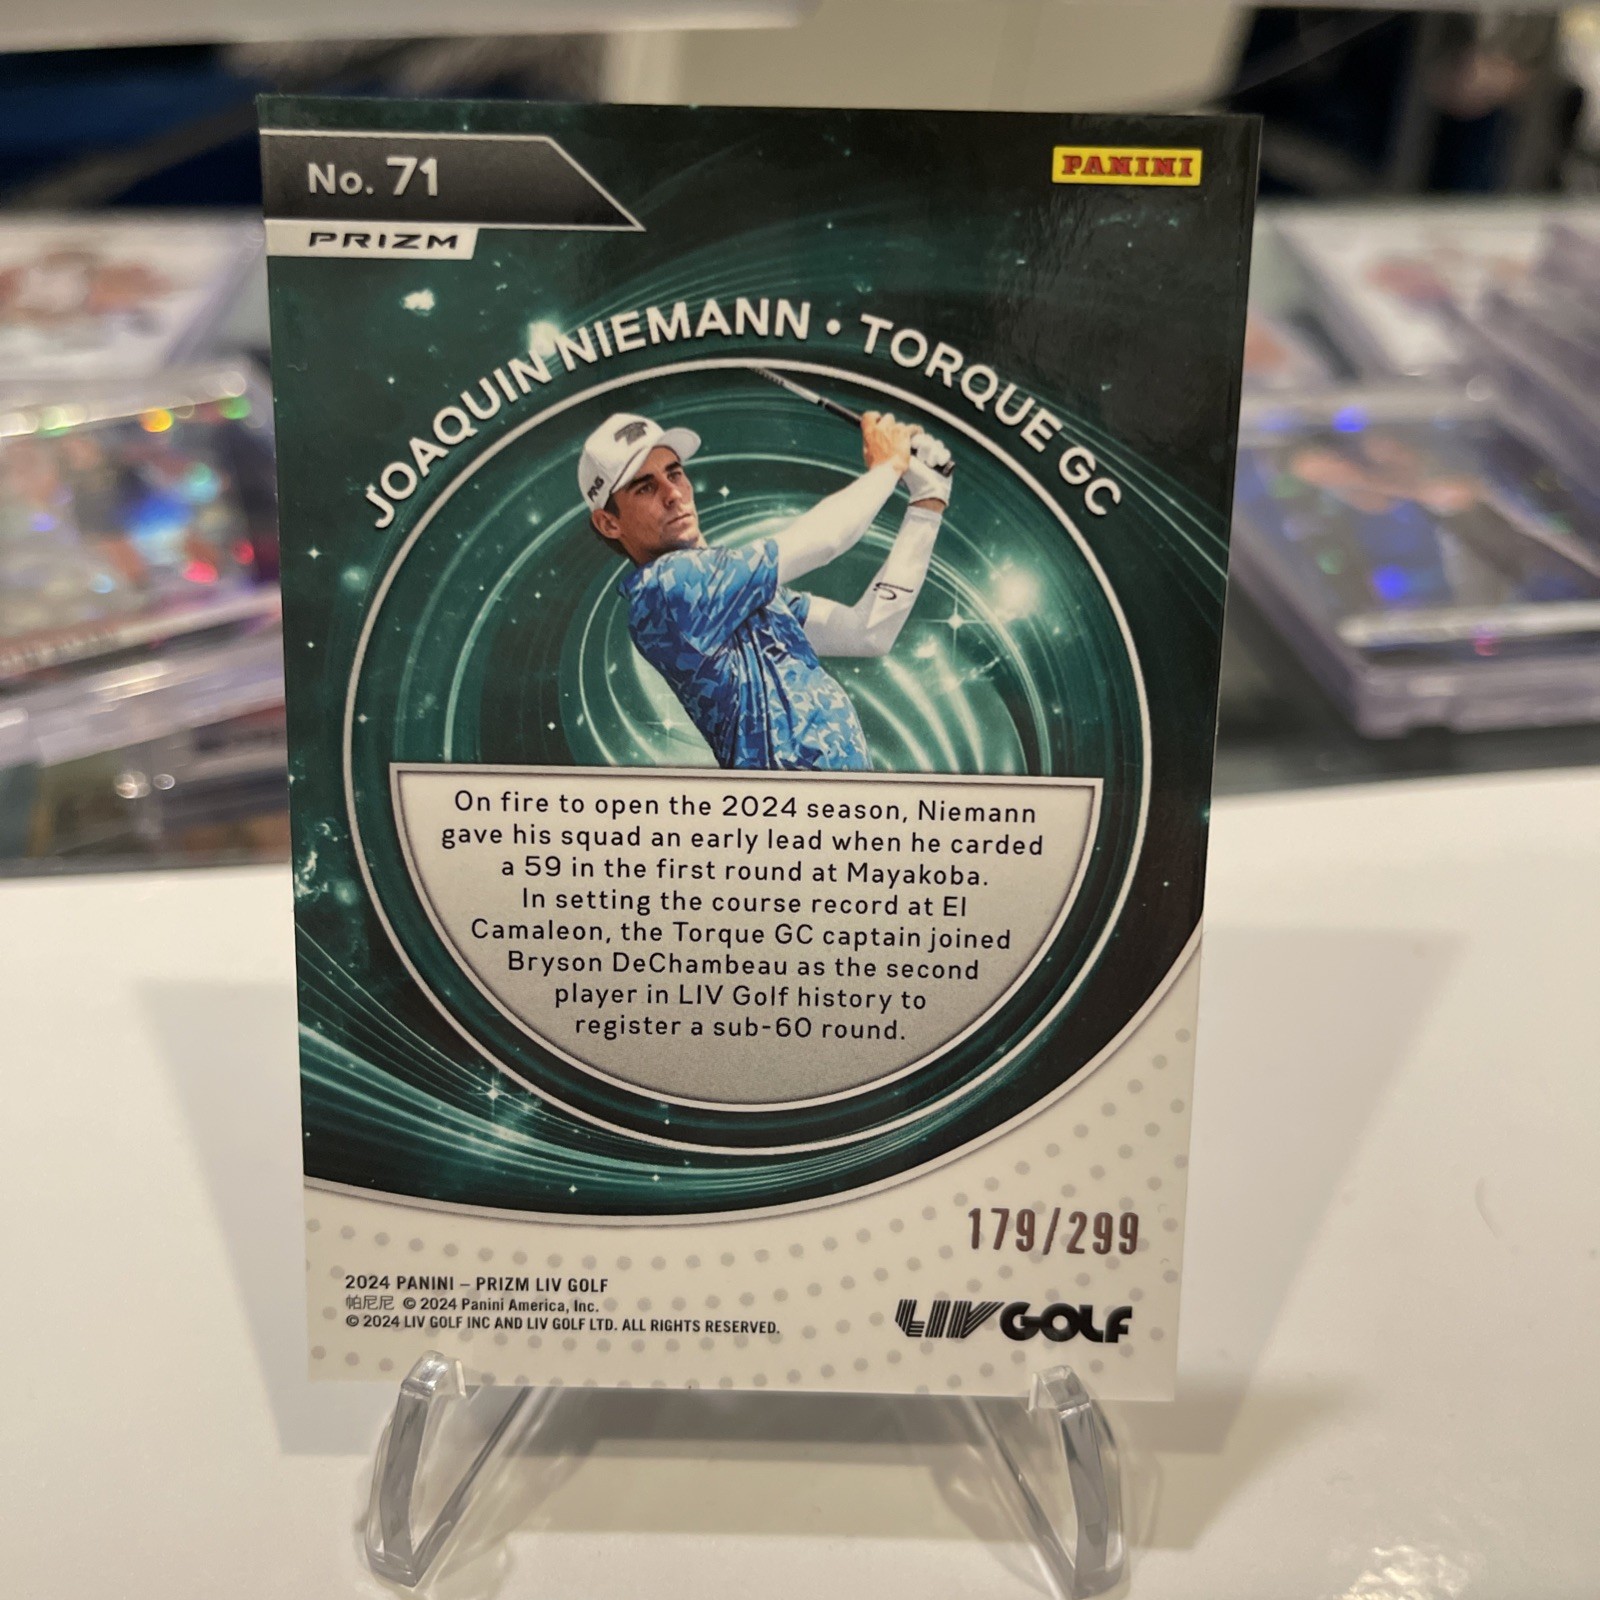 No. 71
PANINI
PRIZM
JOAQUIN NIEMANN • TORQUE GC
PING
On fire to open the 2024 season, Niemann
gave his squad an early lead when he carded
a 59 in the first round at Mayakoba.
In setting the course record at El
Camaleon, the Torque GC captain joined
Bryson DeChambeau as the second
player in LIV Golf history to
register a sub-60 round.
179/299
2024 PANINI – PRIZM LIV GOLF
帕尼尼 © 2024 Panini America, Inc.
© 2024 LIV GOLF INC AND LIV GOLF LTD. ALL RIGHTS RESERVED.
LIV GOLF